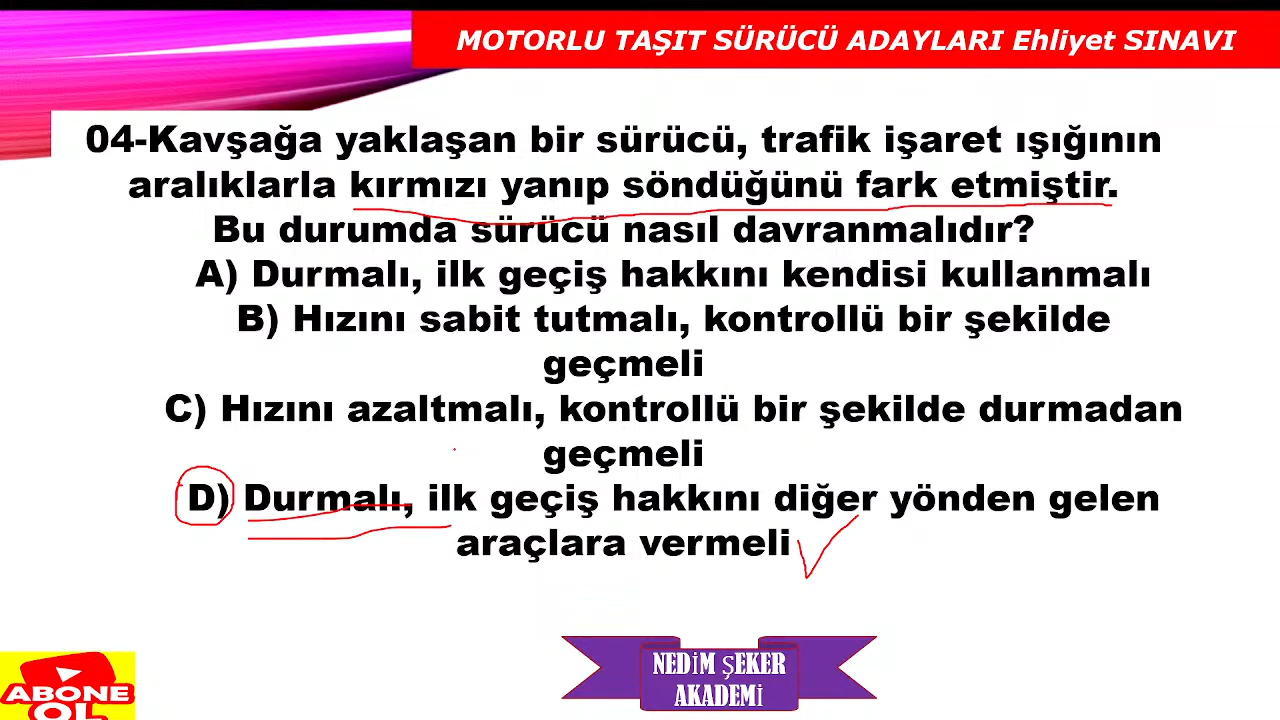 MOTORLU TAŞIT SÜRÜCÜ ADAYLARI Ehliyet SINAVI
04-Kavşağa yaklaşan bir sürücü, trafik işaret ışığının
aralıklarla kırmızı yanıp söndüğünü fark etmiştir.
Bu durumda sürücü nasıl davranmalıdır?
A) Durmalı, ilk geçiş hakkını kendisi kullanmalı
B) Hızını sabit tutmalı, kontrollü bir şekilde
geçmeli
C) Hızını azaltmalı, kontrollü bir şekilde durmadan
geçmeli
D) Durmalı, ilk geçiş hakkını diğer yönden gelen
araçlara vermeli
NEDİM ŞEKER
AKADEMİ
ABONE
OL